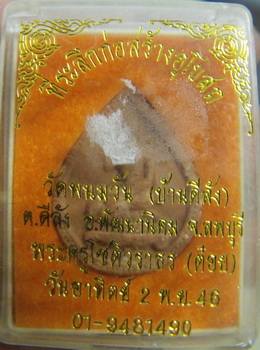 ที่ระลึกก่อสร้างอุโบสถ
วัดพนมวัน (บ้านดีลัง)
ต.ดีลัง อ.พัฒนานิคม จ.ลพบุรี
พระครูโชติวราลร (ต๋อย)
วันอาทิตย์ 2 พ.ย. 46
01-9481490